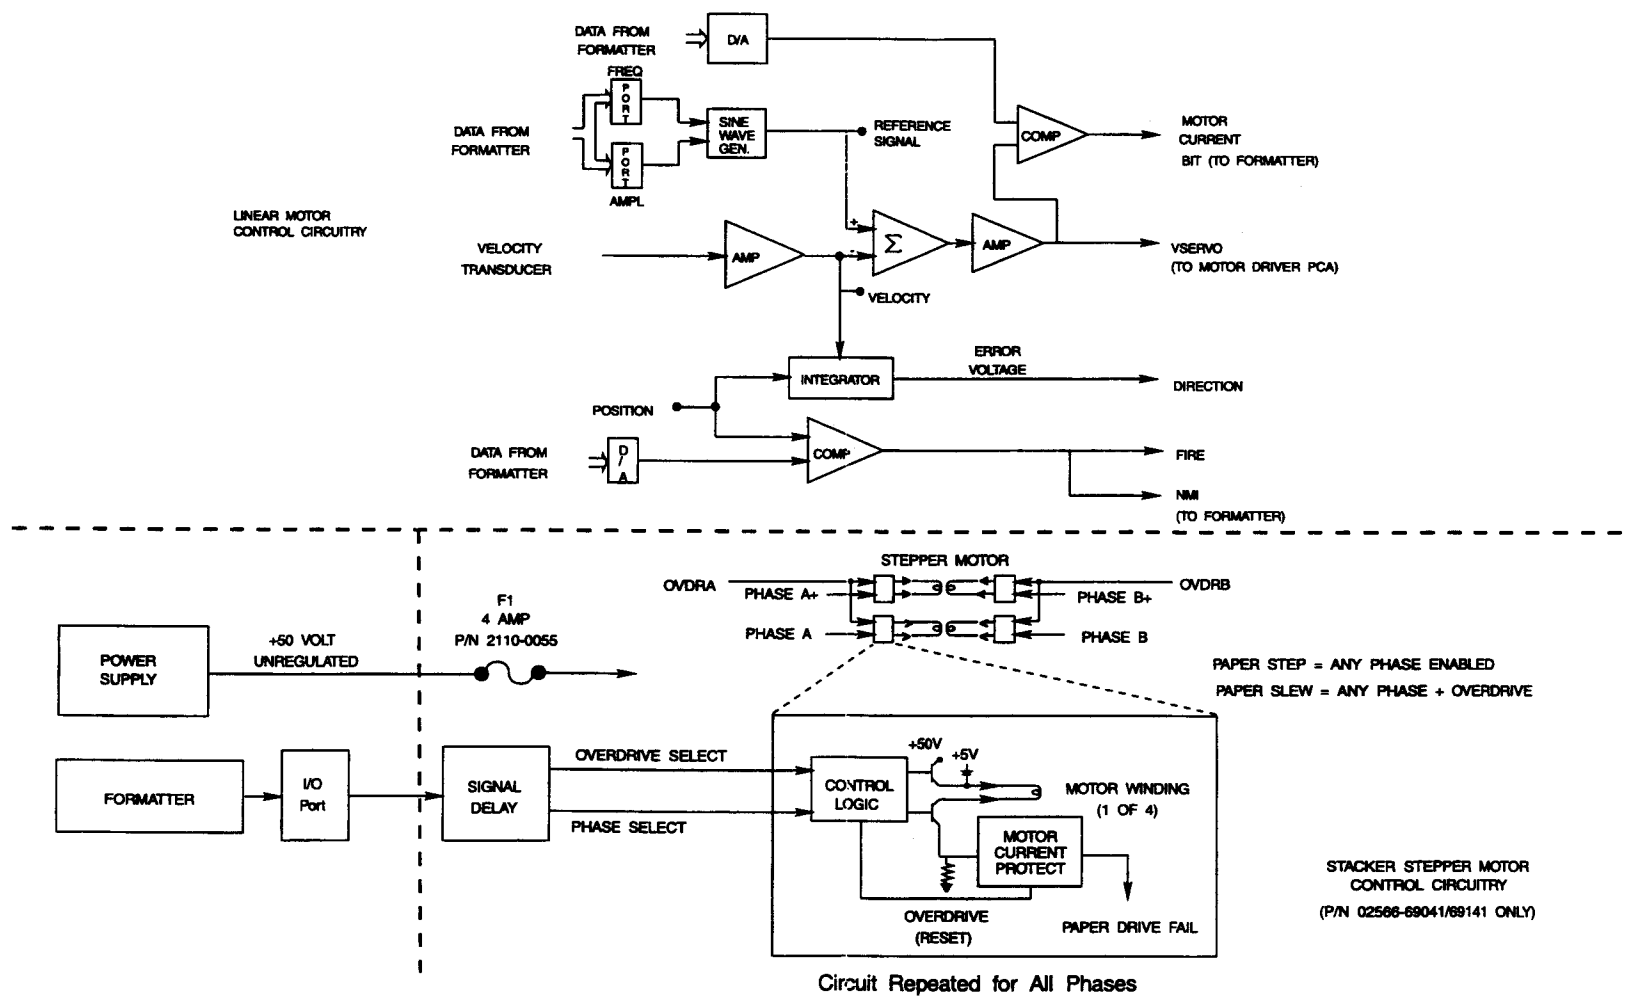 DATA FROM
FORMATTER
D/A
FREQ
PORT
DATA FROM
FORMATTER
PORT
AMPL
SINE
WAVE
GEN.
REFERENCE
SIGNAL
COMP
MOTOR
CURRENT
BIT (TO FORMATTER)
LINEAR MOTOR
CONTROL CIRCUITRY
VELOCITY
TRANSDUCER
AMP
+
-
Σ
AMP
VSERVO
(TO MOTOR DRIVER PCA)
VELOCITY
INTEGRATOR
ERROR
VOLTAGE
DIRECTION
POSITION
DATA FROM
FORMATTER
D/A
COMP
FIRE
NMI
(TO FORMATTER)
STEPPER MOTOR
OVDRA
PHASE A+
PHASE A
OVDRB
PHASE B+
PHASE B
POWER
SUPPLY
+50 VOLT
UNREGULATED
F1
4 AMP
P/N 2110-0055
PAPER STEP = ANY PHASE ENABLED
PAPER SLEW = ANY PHASE + OVERDRIVE
FORMATTER
I/O
Port
SIGNAL
DELAY
OVERDRIVE SELECT
PHASE SELECT
CONTROL
LOGIC
+50V
+5V
MOTOR WINDING
(1 OF 4)
MOTOR
CURRENT
PROTECT
OVERDRIVE
(RESET)
PAPER DRIVE FAIL
STACKER STEPPER MOTOR
CONTROL CIRCUITRY
(P/N 02566-69041/69141 ONLY)
Circuit Repeated for All Phases